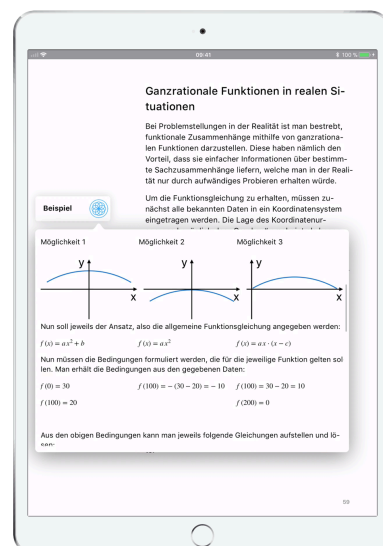 09:41
100 %
Ganzrationale Funktionen in realen Si-
tuationen
Bei Problemstellungen in der Realität ist man bestrebt,
funktionale Zusammenhänge mithilfe von ganzrationa-
len Funktionen darzustellen. Diese haben nämlich den
Vorteil, dass sie einfacher Informationen über bestimm-
te Sachzusammenhänge liefern, welche man in der Reali-
tät nur durch aufwändiges Probieren erhalten würde.
Um die Funktionsgleichung zu erhalten, müssen zu-
nächst alle bekannten Daten in ein Koordinatensystem
eingetragen werden. Die Lage des Koordinatenur-
Beispiel
Möglichkeit 1 Möglichkeit 2 Möglichkeit 3
y y y
x x x
Nun soll jeweils der Ansatz, also die allgemeine Funktionsgleichung angegeben werden:
f (x) = ax² + b f (x) = ax² f (x) = ax · (x − c)
Nun müssen die Bedingungen formuliert werden, die für die jeweilige Funktion gelten sol
len. Man erhält die Bedingungen aus den gegebenen Daten:
f (0) = 30 f (100) = − (30 − 20) = − 10 f (100) = 30 − 20 = 10
f (100) = 20 f (200) = 0
Aus den obigen Bedingungen kann man jeweils folgende Gleichungen aufstellen und lö-
sen:
59